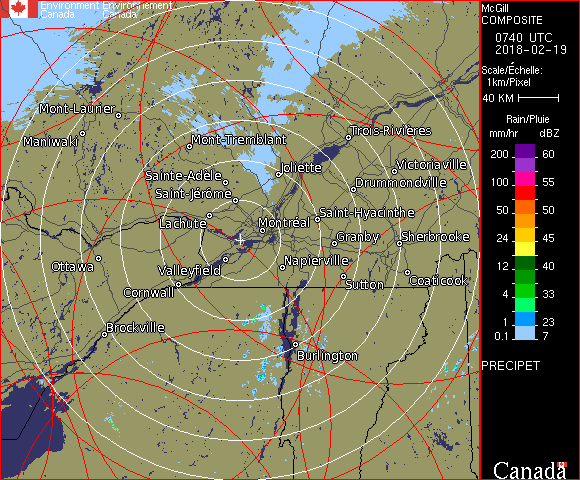 Environment Environnement
Canada Canada
McGill
COMPOSITE
0740 UTC
2018-02-19
Scale/Échelle:
1km/Pixel
40 KM
Rain/Pluie
mm/hr dBZ
200 60
100 55
50 50
24 45
12 40
4 33
1 23
0.1 7
PRECIPET
Canada
Mont-Laurier
Maniwaki
Mont-Tremblant
Trois-Rivières
Joliette
Victoriaville
Sainte-Adèle
Drummondville
Saint-Jérôme
Saint-Hyacinthe
Lachute
Montréal
Granby
Sherbrooke
Ottawa
Valleyfield
Napierville
Sutton
Coaticook
Cornwall
Brockville
Burlington